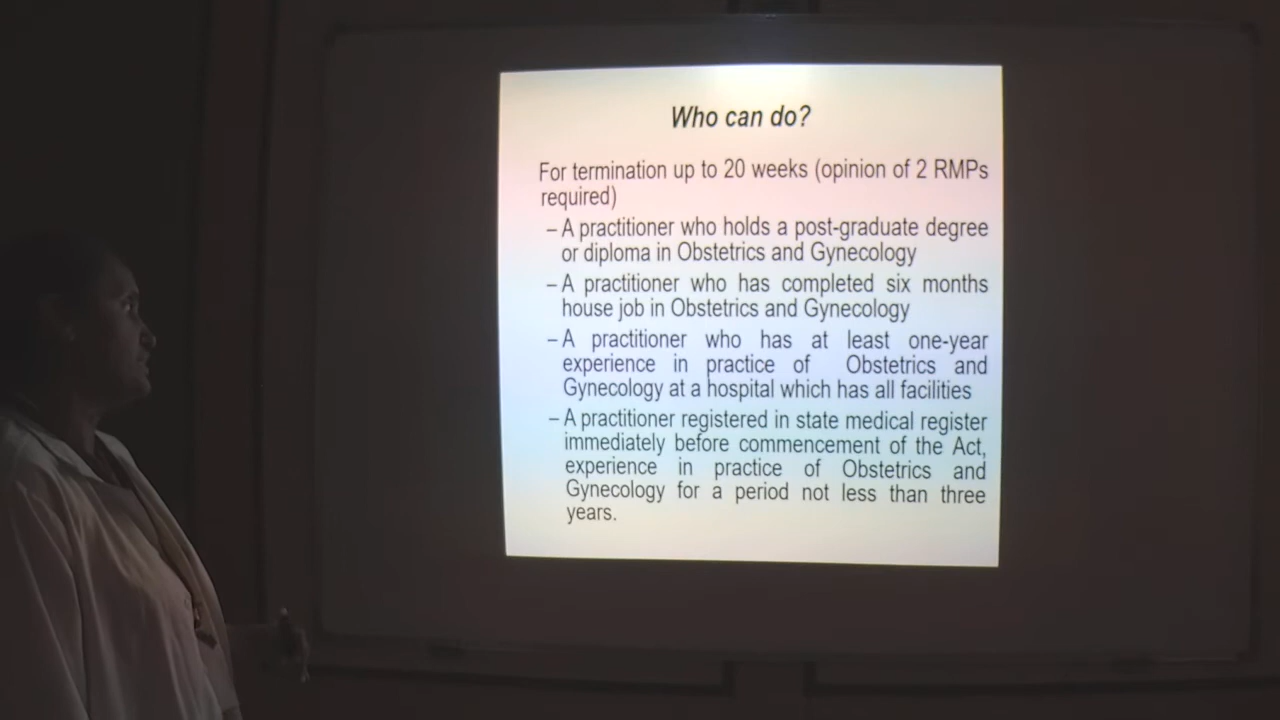 Who can do?
For termination up to 20 weeks (opinion of 2 RMPs
required)
– A practitioner who holds a post-graduate degree
or diploma in Obstetrics and Gynecology
– A practitioner who has completed six months
house job in Obstetrics and Gynecology
– A practitioner who has at least one-year
experience in practice of Obstetrics and
Gynecology at a hospital which has all facilities
– A practitioner registered in state medical register
immediately before commencement of the Act,
experience in practice of Obstetrics and
Gynecology for a period not less than three
years.